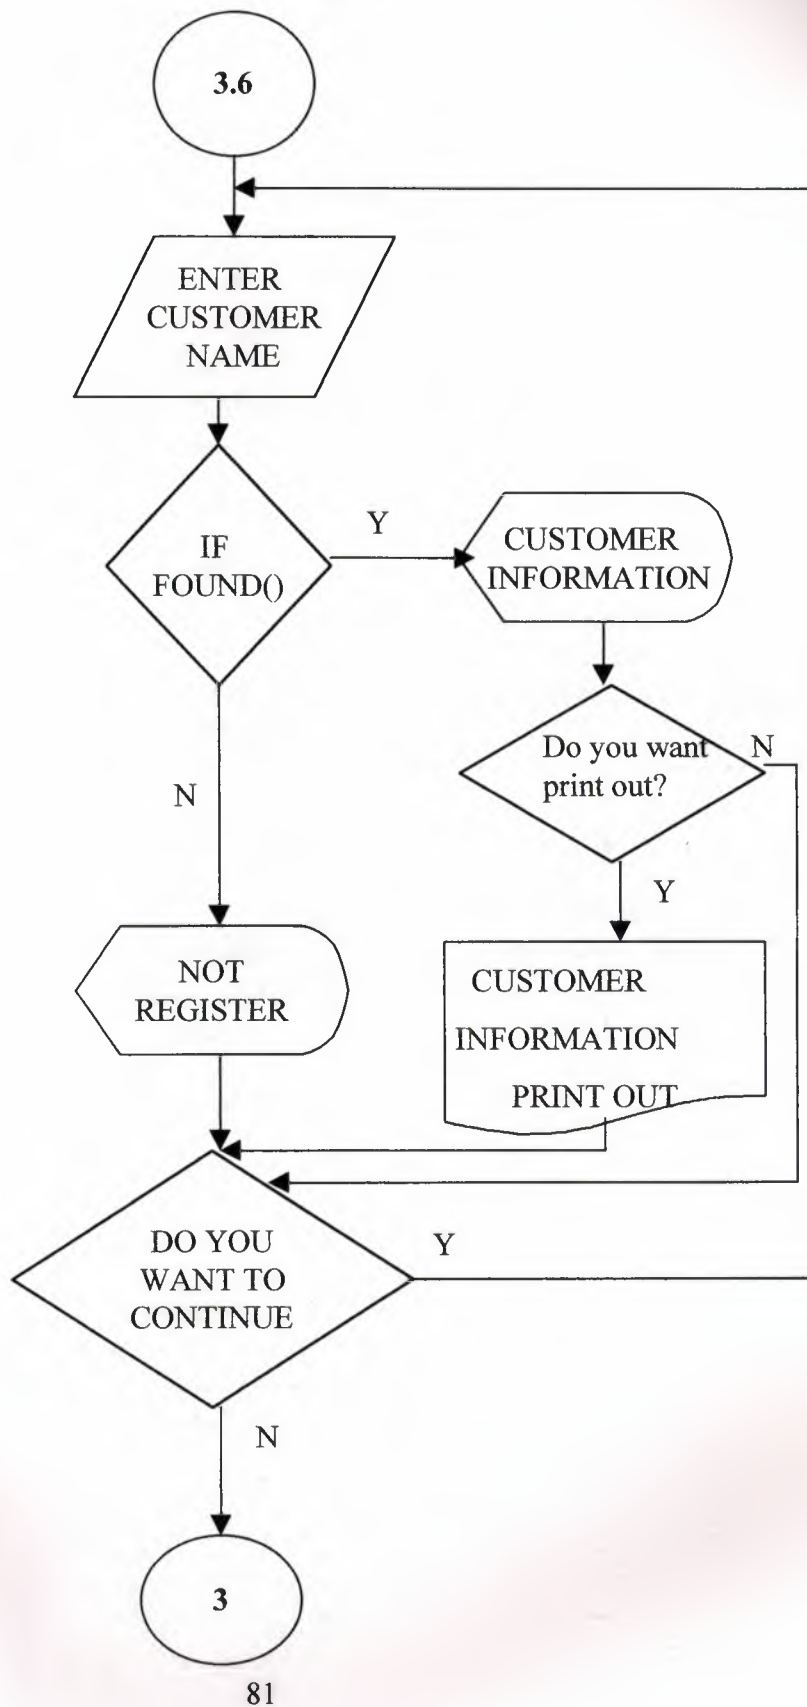 3.6
ENTER
CUSTOMER
NAME
IF
FOUND()
Y
CUSTOMER
INFORMATION
Do you want
print out?
N
N
Y
NOT
REGISTER
CUSTOMER
INFORMATION
PRINT OUT
DO YOU
WANT TO
CONTINUE
Y
N
3
81